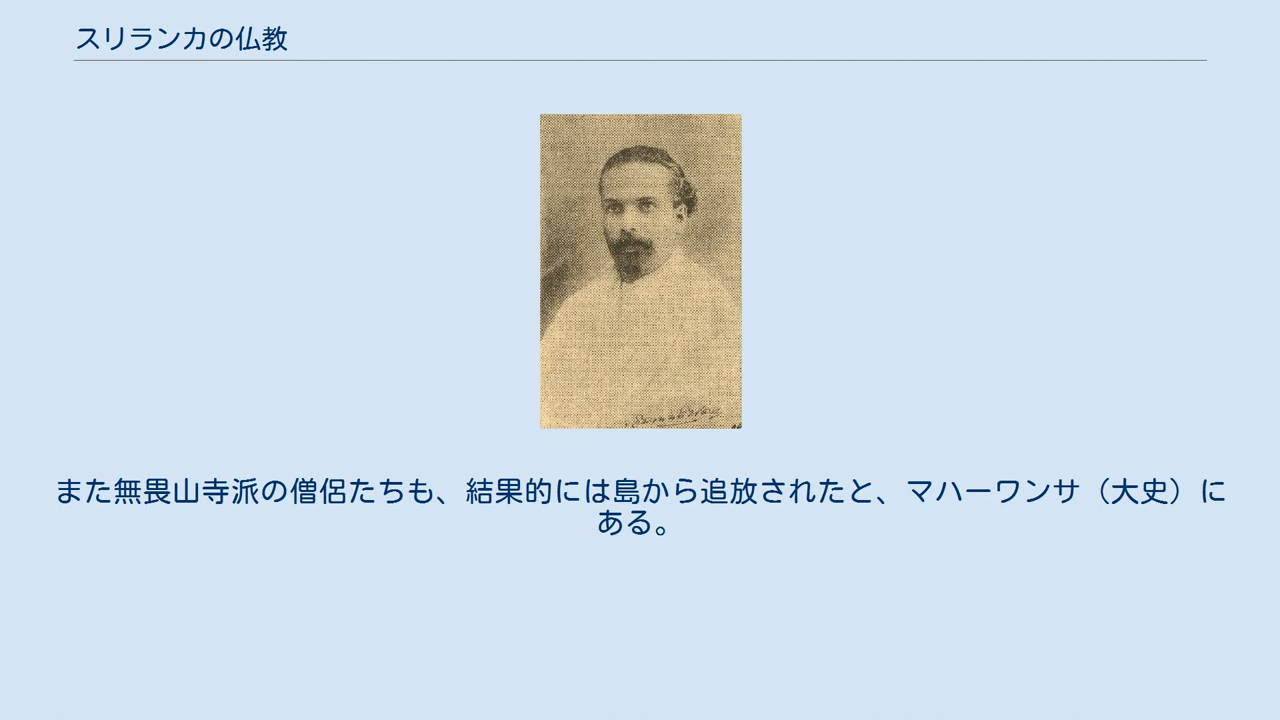 スリランカの仏教
また無畏山寺派の僧侶たちも、結果的には島から追放されたと、マハーワンサ（大史）に
ある。